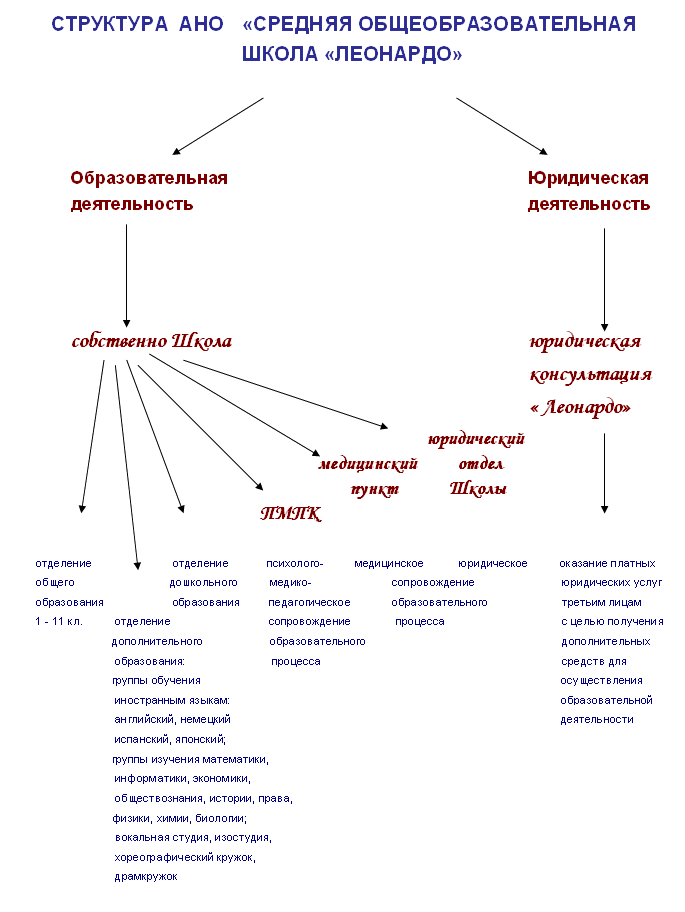 СТРУКТУРА АНО «СРЕДНЯЯ ОБЩЕОБРАЗОВАТЕЛЬНАЯ
ШКОЛА «ЛЕОНАРДО»
Образовательная
деятельность
Юридическая
деятельность
собственно Школа
юридическая
консультация
« Леонардо»
юридический
отдел
Школы
медицинский
пункт
ПМПК
отделение
общего
образования
1 - 11 кл.
отделение
дополнительного
образования:
группы обучения
иностранным языкам:
английский, немецкий
испанский, японский;
группы изучения математики,
информатики, экономики,
обществознания, истории, права,
физики, химии, биологии;
вокальная студия, изостудия,
хореографический кружок,
драмкружок
отделение
дошкольного
образования
психолого-
медико-
педагогическое
сопровождение
образовательного
процесса
медицинское юридическое
сопровождение
образовательного
процесса
оказание платных
юридических услуг
третьим лицам
с целью получения
дополнительных
средств для
осуществления
образовательной
деятельности